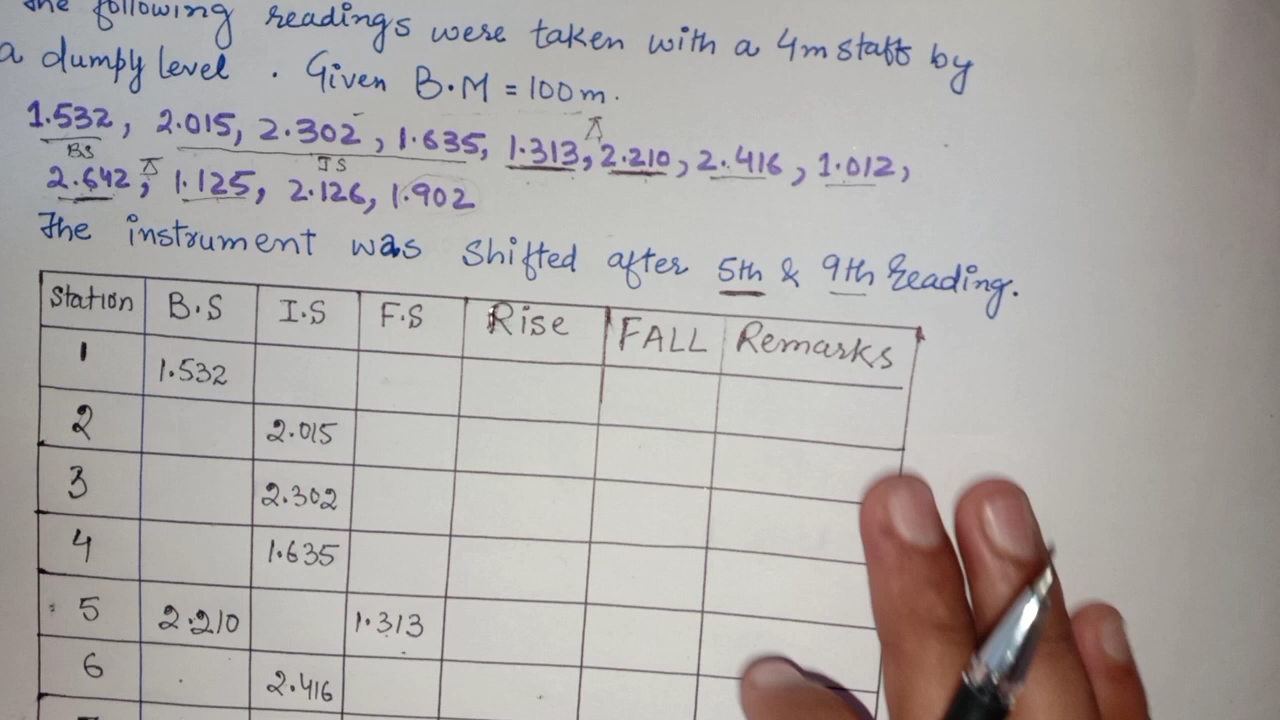 The following readings were taken with a 4m staff by
a dumpy level. Given B.M = 100m.
1.532, 2.015, 2.302, 1.635, 1.313, 2.210, 2.416, 1.012,
BS IS
2.642, 1.125, 2.126, 1.902
The instrument was shifted after 5th & 9th reading.
Station B.S I.S F.S Rise FALL Remarks
1 1.532
2 2.015
3 2.302
4 1.635
5 2.210 1.313
6 2.416